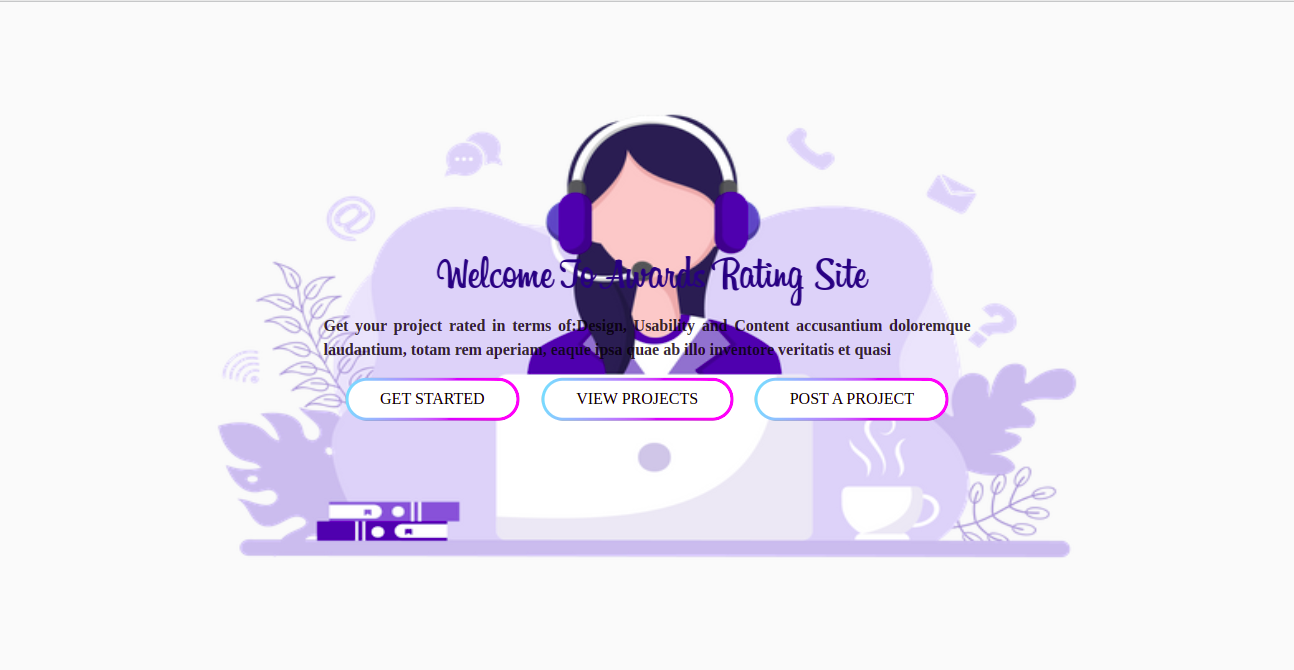 Welcome To Awards Rating Site
Get your project rated in terms of;Design, Usability and Content accusantium doloremque
laudantium, totam rem aperiam, eaque ipsa quae ab illo inventore veritatis et quasi
GET STARTED VIEW PROJECTS POST A PROJECT